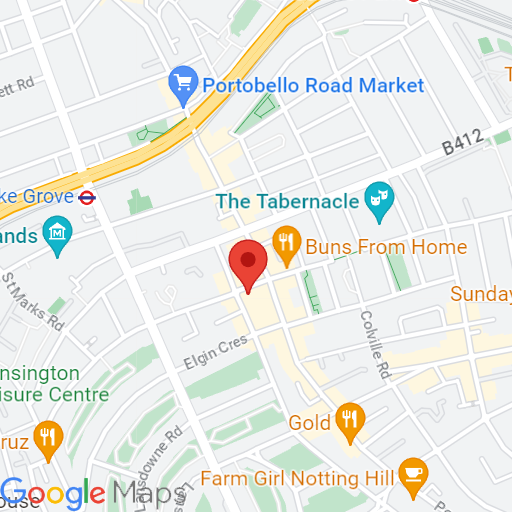 ett Rd
Portobello Road Market
T
B412
ke Grove
The Tabernacle
ands
Buns From Home
St Marks Rd
Sunday
Colville Rd
Elgin Cres
nsington
isure Centre
Gold
ruz
Lansdowne Rd
Farm Girl Notting Hill
ouse
Google Maps